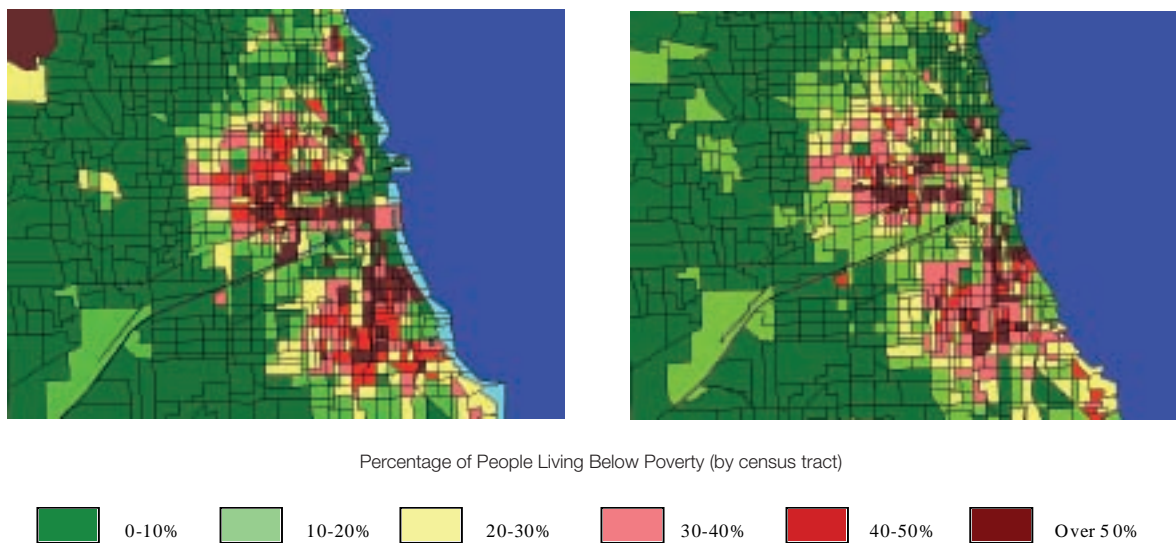 Percentage of People Living Below Poverty (by census tract)
0-10% 10-20% 20-30% 30-40% 40-50% Over 50%